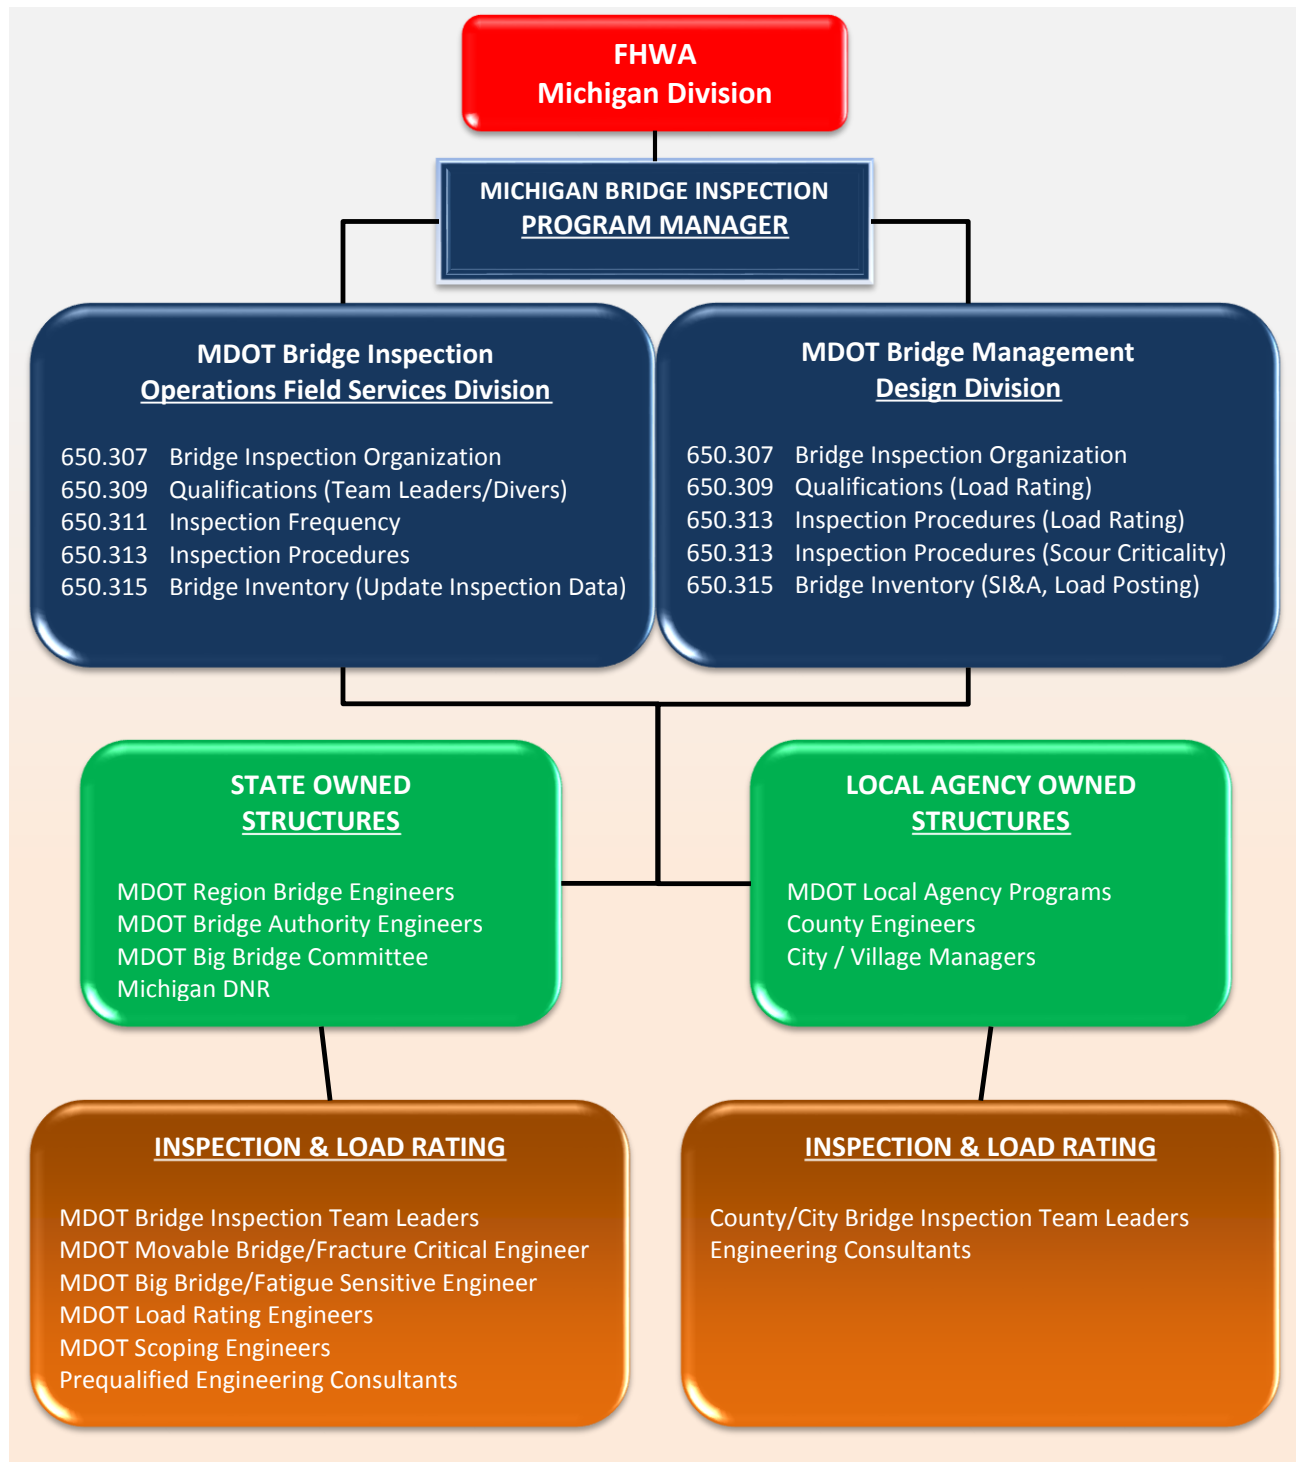 FHWA
Michigan Division
MICHIGAN BRIDGE INSPECTION
PROGRAM MANAGER
MDOT Bridge Inspection
Operations Field Services Division
650.307 Bridge Inspection Organization
650.309 Qualifications (Team Leaders/Divers)
650.311 Inspection Frequency
650.313 Inspection Procedures
650.315 Bridge Inventory (Update Inspection Data)
MDOT Bridge Management
Design Division
650.307 Bridge Inspection Organization
650.309 Qualifications (Load Rating)
650.313 Inspection Procedures (Load Rating)
650.313 Inspection Procedures (Scour Criticality)
650.315 Bridge Inventory (SI&A, Load Posting)
STATE OWNED
STRUCTURES
MDOT Region Bridge Engineers
MDOT Bridge Authority Engineers
MDOT Big Bridge Committee
Michigan DNR
LOCAL AGENCY OWNED
STRUCTURES
MDOT Local Agency Programs
County Engineers
City / Village Managers
INSPECTION & LOAD RATING
MDOT Bridge Inspection Team Leaders
MDOT Movable Bridge/Fracture Critical Engineer
MDOT Big Bridge/Fatigue Sensitive Engineer
MDOT Load Rating Engineers
MDOT Scoping Engineers
Prequalified Engineering Consultants
INSPECTION & LOAD RATING
County/City Bridge Inspection Team Leaders
Engineering Consultants